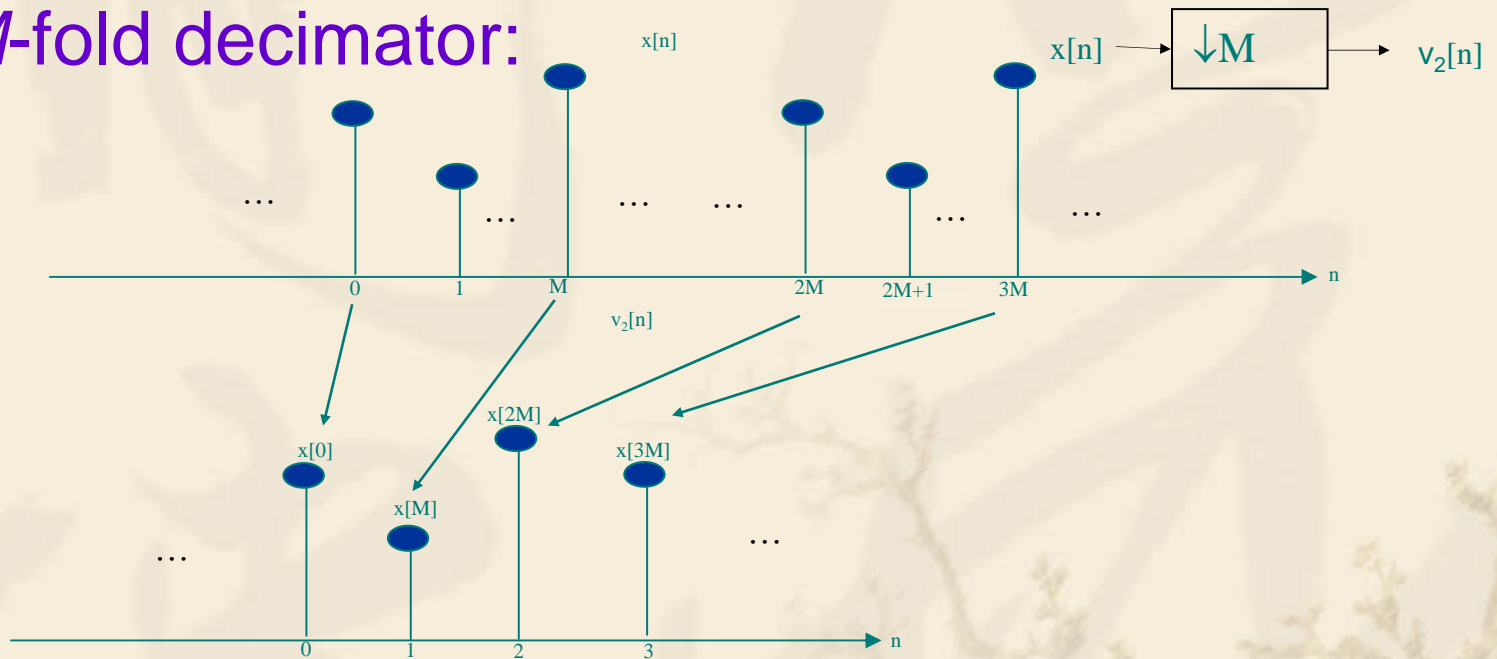 -fold decimator:
x[n]
x[n] ↓M v₂[n]
... ... ... ... ... ...
0 1 M 2M 2M+1 3M n
v₂[n]
x[2M]
x[0] x[3M]
x[M]
... ...
0 1 2 3 n